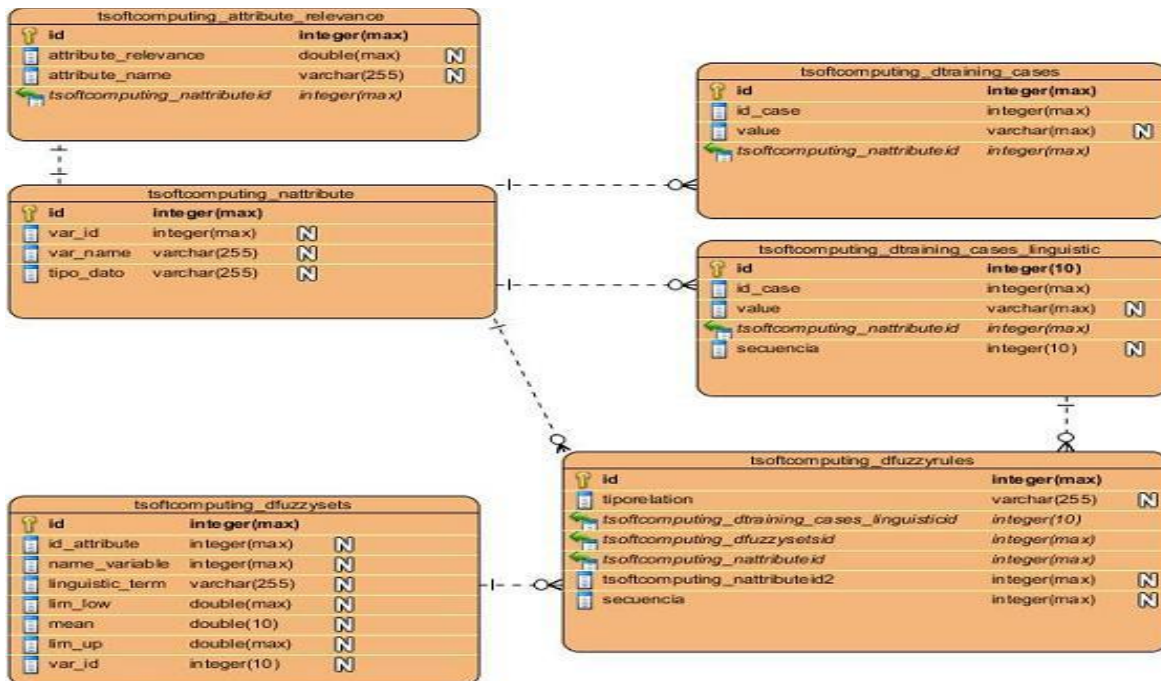 tsoftcomputing_attribute_relevance
id integer(max)
attribute_relevance double(max) N
attribute_name varchar(255) N
tsoftcomputing_nattributeid integer(max)
tsoftcomputing_dtraining_cases
id integer(max)
id_case integer(max)
value varchar(max) N
tsoftcomputing_nattributeid integer(max)
tsoftcomputing_nattribute
id integer(max)
var_id integer(max) N
var_name varchar(255) N
tipo_dato varchar(255) N
tsoftcomputing_dtraining_cases_linguistic
id integer(10)
id_case integer(max)
value varchar(max) N
tsoftcomputing_nattributeid integer(max)
secuencia integer(10) N
tsoftcomputing_dfuzzyrules
id integer(max)
tiporelation varchar(255) N
tsoftcomputing_dtraining_cases_linguisticid integer(10)
tsoftcomputing_dfuzzysetsid integer(max)
tsoftcomputing_nattributeid integer(max)
tsoftcomputing_nattributeid2 integer(max) N
secuencia integer(max) N
tsoftcomputing_dfuzzysets
id integer(max)
id_attribute integer(max) N
name_variable integer(max) N
linguistic_term varchar(255) N
lim_low double(max) N
mean double(10) N
lim_up double(max) N
var_id integer(10) N